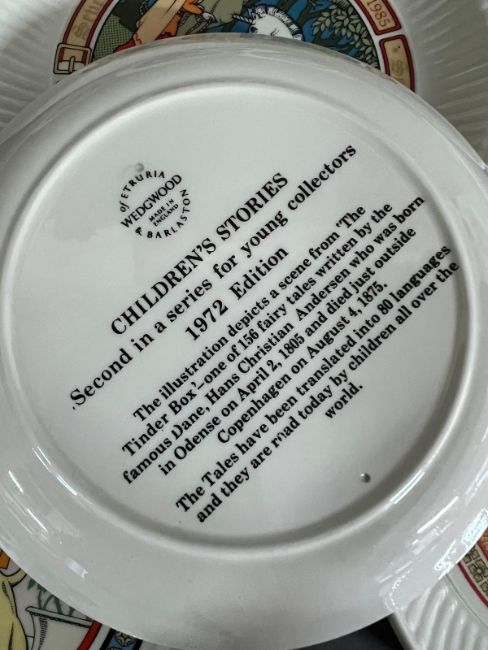 OF ETRURIA
WEDGWOOD
MADE IN
ENGLAND
& BARLASTON
CHILDREN'S STORIES
Second in a series for young collectors
1972 Edition
The illustration depicts a scene from 'The
Tinder Box'–one of 156 fairy tales written by the
famous Dane, Hans Christian Andersen who was born
in Odense on April 2, 1805 and died just outside
Copenhagen on August 4, 1875.
The Tales have been translated into 80 languages
and they are read today by children all over the
world.
1985